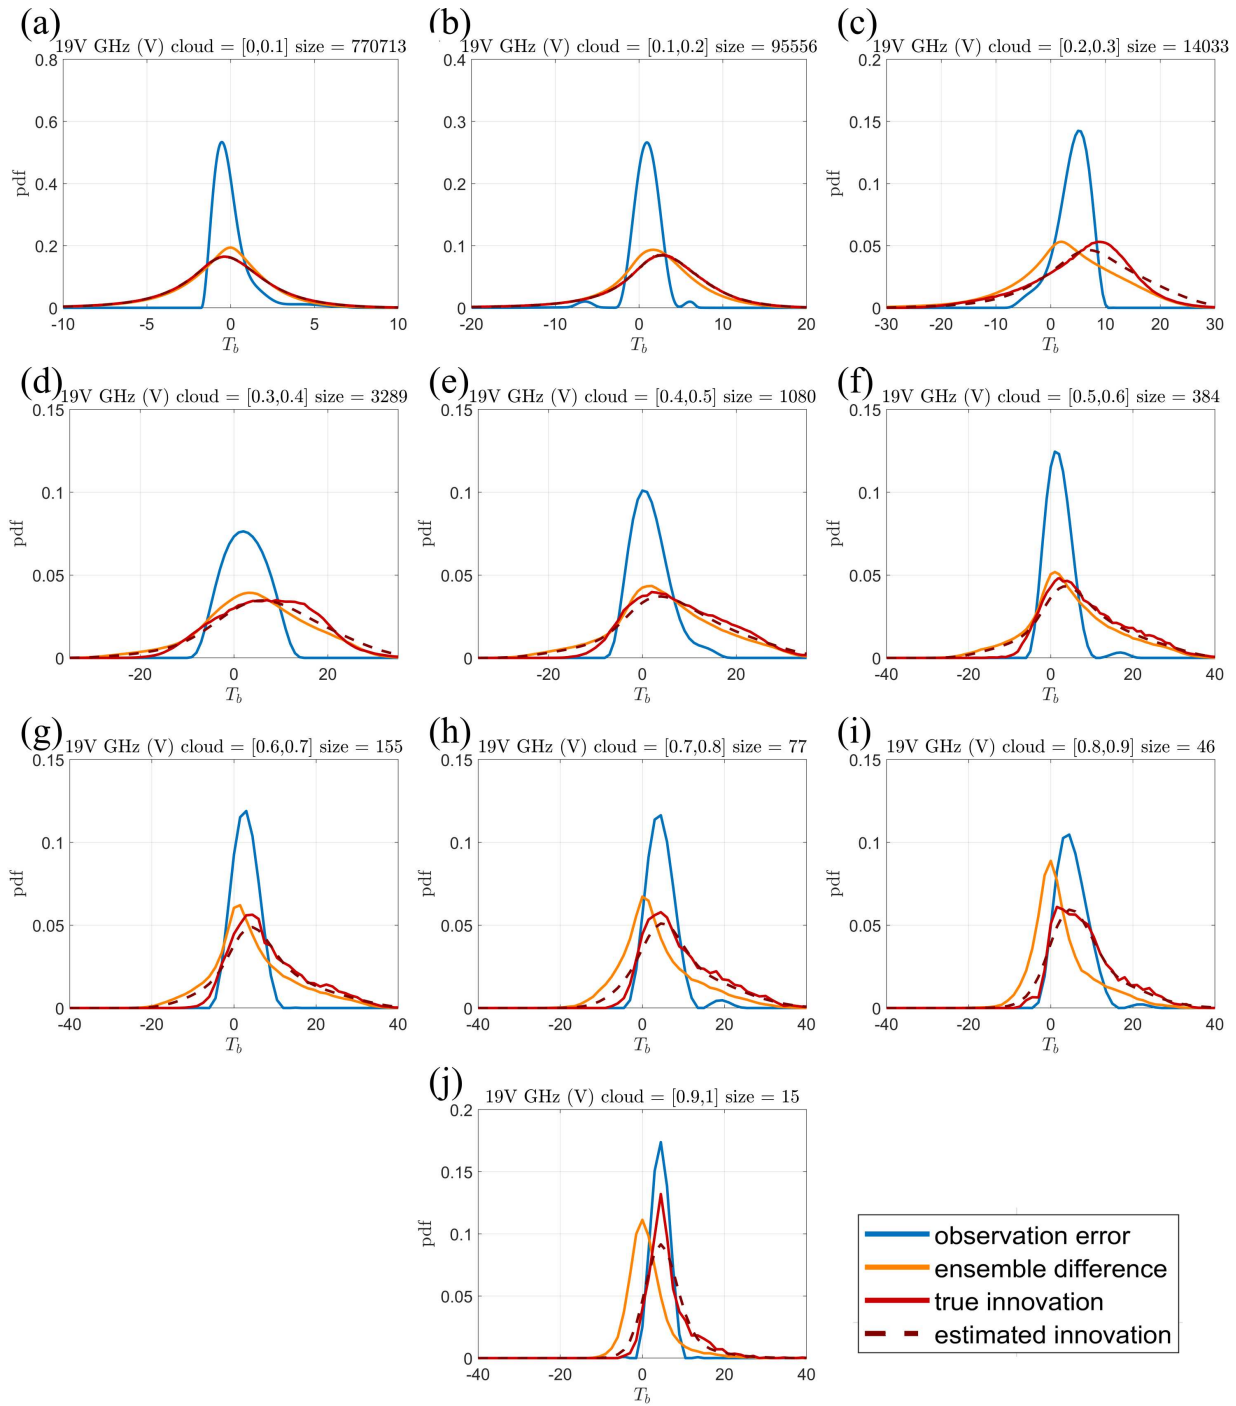 (a)
19V GHz (V) cloud = [0,0.1] size = 770713
0.8
0.6
0.4
0.2
0
pdf
-10 -5 0 5 10
T_b
(b)
19V GHz (V) cloud = [0.1,0.2] size = 95556
0.4
0.3
0.2
0.1
0
pdf
-20 -10 0 10 20
T_b
(c)
19V GHz (V) cloud = [0.2,0.3] size = 14033
0.2
0.15
0.1
0.05
0
pdf
-30 -20 -10 0 10 20 30
T_b
(d)
19V GHz (V) cloud = [0.3,0.4] size = 3289
0.15
0.1
0.05
0
pdf
-20 0 20
T_b
(e)
19V GHz (V) cloud = [0.4,0.5] size = 1080
0.15
0.1
0.05
0
pdf
-20 0 20
T_b
(f)
19V GHz (V) cloud = [0.5,0.6] size = 384
0.15
0.1
0.05
0
pdf
-40 -20 0 20 40
T_b
(g)
19V GHz (V) cloud = [0.6,0.7] size = 155
0.15
0.1
0.05
0
pdf
-40 -20 0 20 40
T_b
(h)
19V GHz (V) cloud = [0.7,0.8] size = 77
0.15
0.1
0.05
0
pdf
-40 -20 0 20 40
T_b
(i)
19V GHz (V) cloud = [0.8,0.9] size = 46
0.15
0.1
0.05
0
pdf
-40 -20 0 20 40
T_b
(j)
19V GHz (V) cloud = [0.9,1] size = 15
0.2
0.15
0.1
0.05
0
pdf
-40 -20 0 20 40
T_b
observation error
ensemble difference
true innovation
estimated innovation